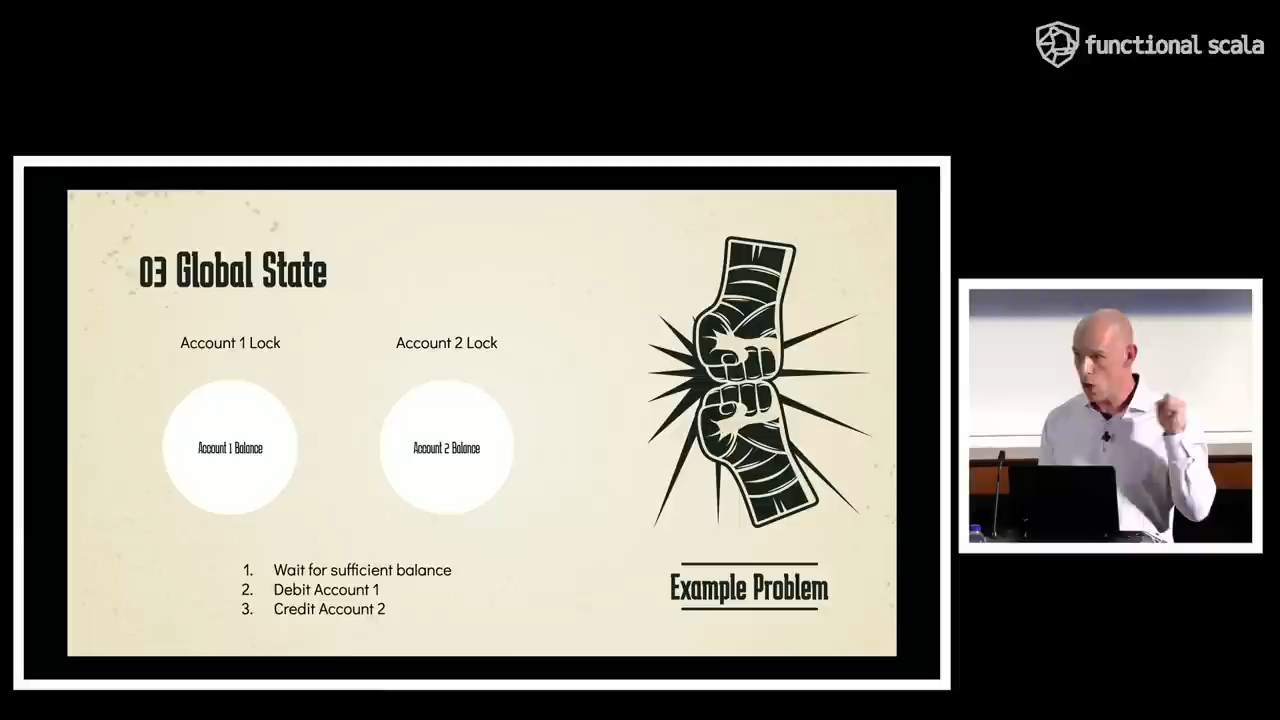 functional scala
03 Global State
Account 1 Lock
Account 2 Lock
Account 1 Balance
Account 2 Balance
1. Wait for sufficient balance
2. Debit Account 1
3. Credit Account 2
Example Problem